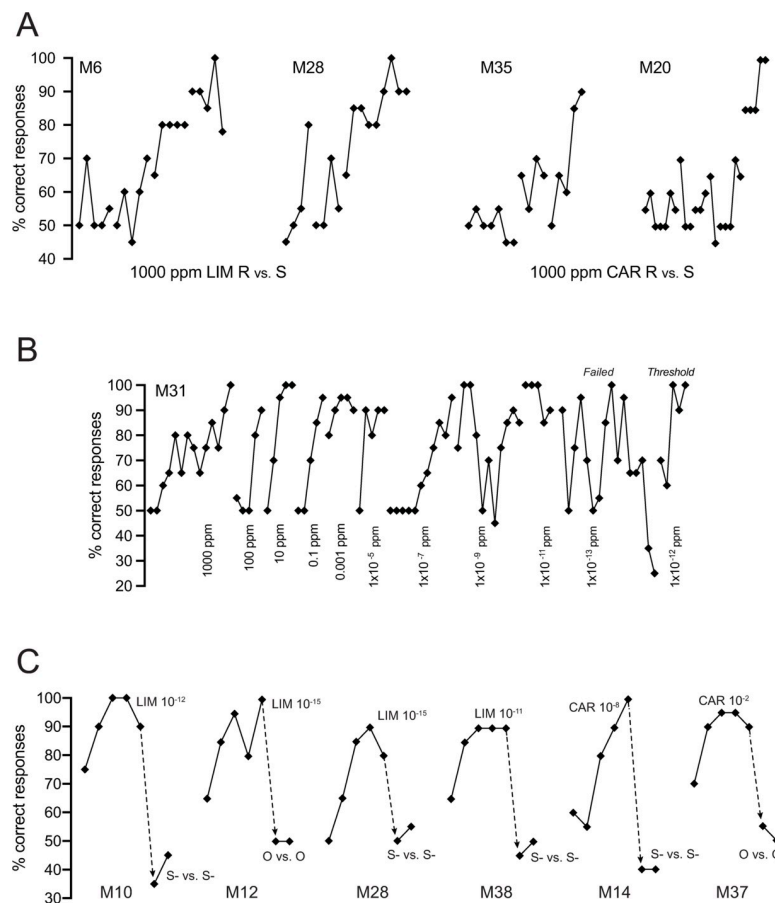 A
M6
M28
M35
M20
% correct responses
100
90
80
70
60
50
40
1000 ppm LIM R vs. S
1000 ppm CAR R vs. S
B
M31
Failed
Threshold
% correct responses
100
90
80
70
60
50
40
30
20
1000 ppm
100 ppm
10 ppm
0.1 ppm
0.001 ppm
1x10⁻⁵ ppm
1x10⁻⁷ ppm
1x10⁻⁹ ppm
1x10⁻¹¹ ppm
1x10⁻¹³ ppm
1x10⁻¹² ppm
C
% correct responses
100
90
80
70
60
50
40
30
LIM 10⁻¹²
LIM 10⁻¹⁵
LIM 10⁻¹⁵
LIM 10⁻¹¹
CAR 10⁻⁸
CAR 10⁻²
S- vs. S-
O vs. O
S- vs. S-
S- vs. S-
S- vs. S-
O vs. O
M10
M12
M28
M38
M14
M37